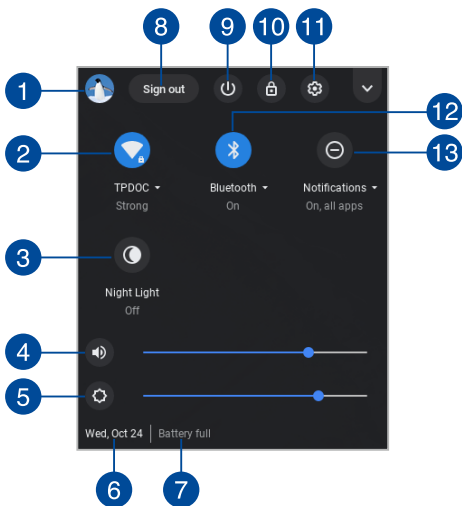 8 9 10 11
1 Sign out
12
2 13
TPDOC Bluetooth Notifications
Strong On On, all apps
3
Night Light
Off
4
5
Wed, Oct 24 Battery full
6 7